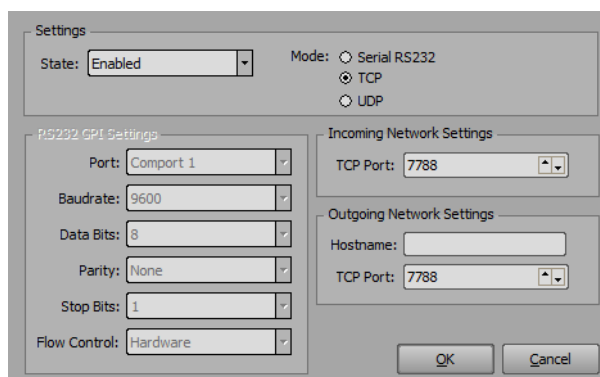 Settings
State: Enabled
Mode: Serial RS232
TCP
UDP
RS232 GPI Settings
Port: Comport 1
Baudrate: 9600
Data Bits: 8
Parity: None
Stop Bits: 1
Flow Control: Hardware
Incoming Network Settings
TCP Port: 7788
Outgoing Network Settings
Hostname:
TCP Port: 7788
OK Cancel